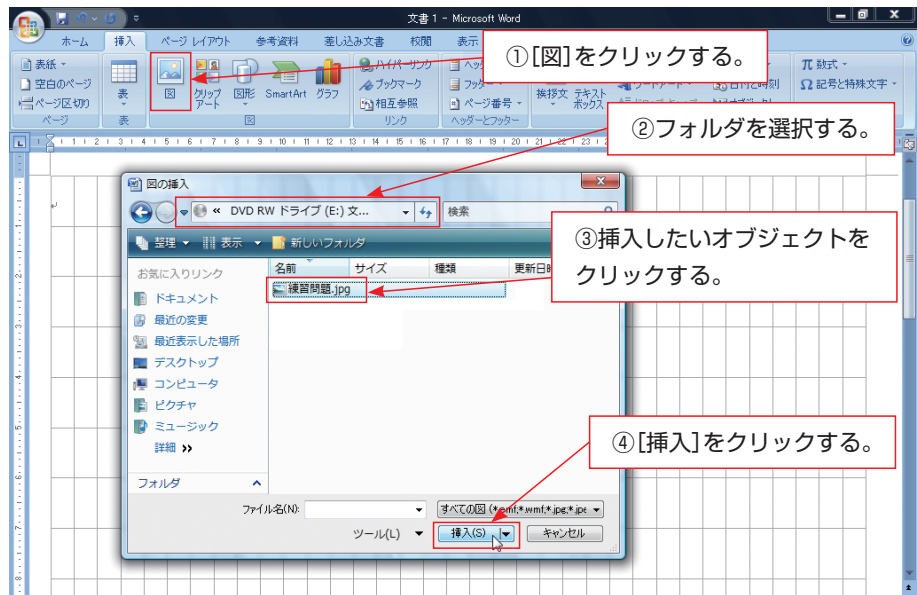 文書 1 - Microsoft Word
ホーム 挿入 ページ レイアウト 参考資料 差し込み文書 校閲 表示
①[図]をクリックする。
表紙
空白のページ
ページ区切り
ページ
表
表
図
クリップ
アート
図形
SmartArt
グラフ
図
ハイパーリンク
ブックマーク
相互参照
リンク
ページ番号
ヘッダーとフッター
挨拶文
テキスト
ボックス
数式
記号と特殊文字
②フォルダを選択する。
図の挿入
« DVD RW ドライブ (E:) 文...
検索
整理 表示 新しいフォルダ
③挿入したいオブジェクトを
クリックする。
お気に入りリンク
名前 サイズ 種類
練習問題.jpg
ドキュメント
最近の変更
最近表示した場所
デスクトップ
コンピュータ
ピクチャ
ミュージック
詳細 »
フォルダ
④[挿入]をクリックする。
ファイル名(N):
すべての図
ツール(L)
挿入(S)
キャンセル